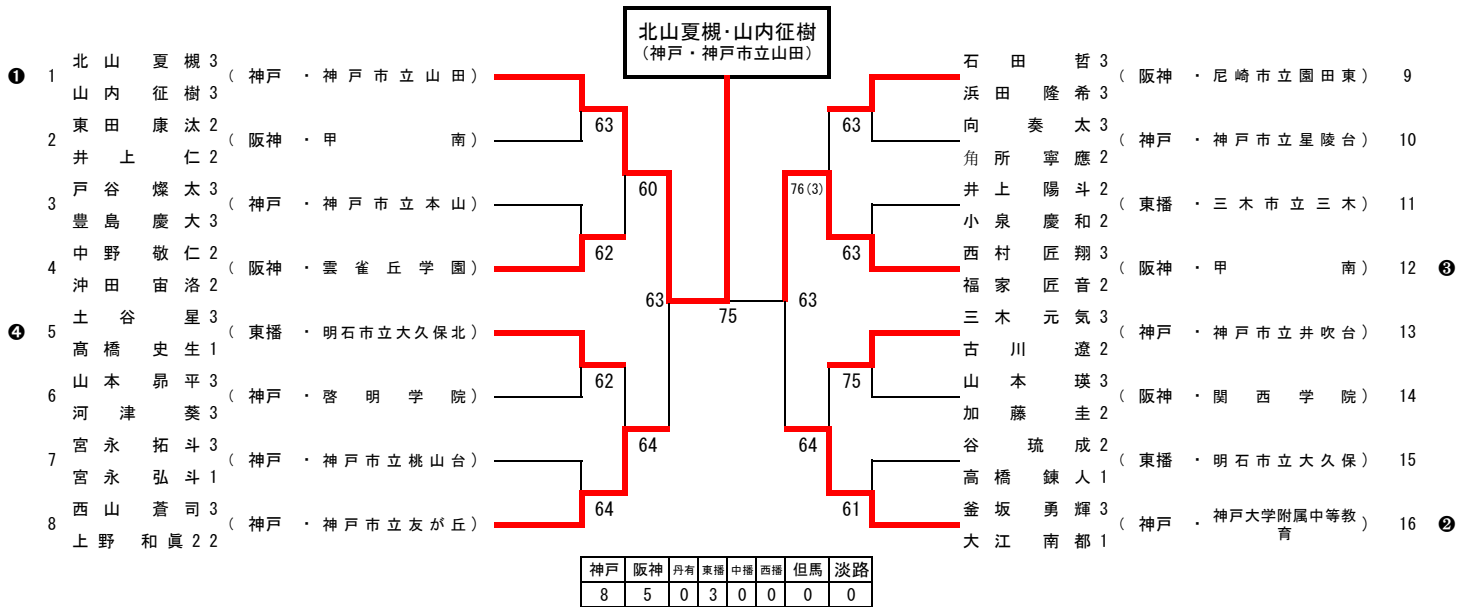 北山夏槻・山内征樹
(神戸・神戸市立山田)
❶ 1 北山 夏槻 3 ( 神戸 ・ 神戸市立山田 )
山内 征樹 3
2 東田 康汰 2 ( 阪神 ・ 甲南 )
井上 仁 2
3 戸谷 燦太 3 ( 神戸 ・ 神戸市立本山 )
豊島 慶大 3
4 中野 敬仁 2 ( 阪神 ・ 雲雀丘学園 )
沖田 宙洛 2
❹ 5 土谷 星 3 ( 東播 ・ 明石市立大久保北 )
髙橋 史生 1
6 山本 昴平 3 ( 神戸 ・ 啓明学院 )
河津 葵 3
7 宮永 拓斗 3 ( 神戸 ・ 神戸市立桃山台 )
宮永 弘斗 1
8 西山 蒼司 3 ( 神戸 ・ 神戸市立友が丘 )
上野 和眞2 2
63
62
62
64
60
64
63
75
63
76(3)
64
63
63
75
61
石田 哲 3 ( 阪神 ・ 尼崎市立園田東 ) 9
浜田 隆希 3
向 奏太 3 ( 神戸 ・ 神戸市立星陵台 ) 10
角所 寧應 2
井上 陽斗 2 ( 東播 ・ 三木市立三木 ) 11
小泉 慶和 2
西村 匠翔 3 ( 阪神 ・ 甲南 ) 12 ❸
福家 匠音 2
三木 元気 3 ( 神戸 ・ 神戸市立井吹台 ) 13
古川 遼 2
山本 瑛 3 ( 阪神 ・ 関西学院 ) 14
加藤 圭 2
谷 琉成 2 ( 東播 ・ 明石市立大久保 ) 15
高橋 錬人 1
釜坂 勇輝 3 ( 神戸 ・ 神戸大学附属中等教育 ) 16 ❷
大江 南都 1
神戸 阪神 丹有 東播 中播 西播 但馬 淡路
8 5 0 3 0 0 0 0